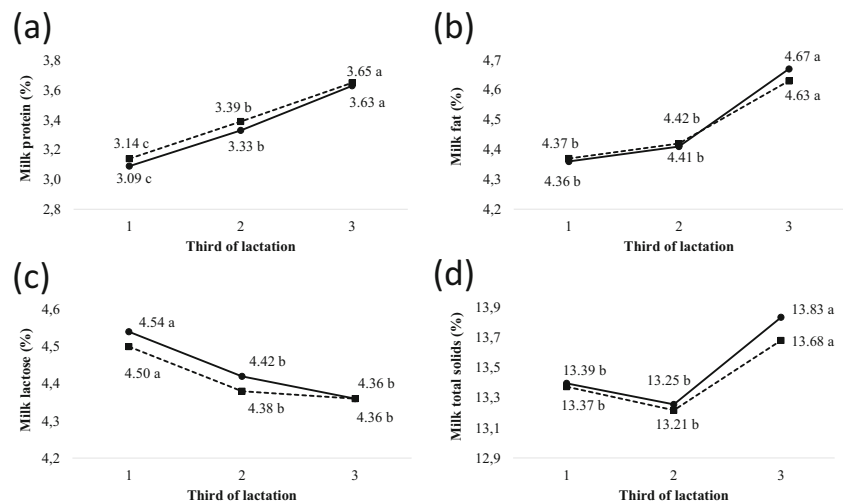 (a)
3,8
3,6
3,4
3,2
3,0
2,8
Milk protein (%)
3.14 c
3.09 c
3.39 b
3.33 b
3.65 a
3.63 a
1 2 3
Third of lactation
(b)
4,7
4,6
4,5
4,4
4,3
4,2
Milk fat (%)
4.37 b
4.36 b
4.42 b
4.41 b
4.67 a
4.63 a
1 2 3
Third of lactation
(c)
4,6
4,5
4,4
4,3
4,2
Milk lactose (%)
4.54 a
4.50 a
4.42 b
4.38 b
4.36 b
4.36 b
1 2 3
Third of lactation
(d)
13,9
13,7
13,5
13,3
13,1
12,9
Milk total solids (%)
13.39 b
13.37 b
13.25 b
13.21 b
13.83 a
13.68 a
1 2 3
Third of lactation